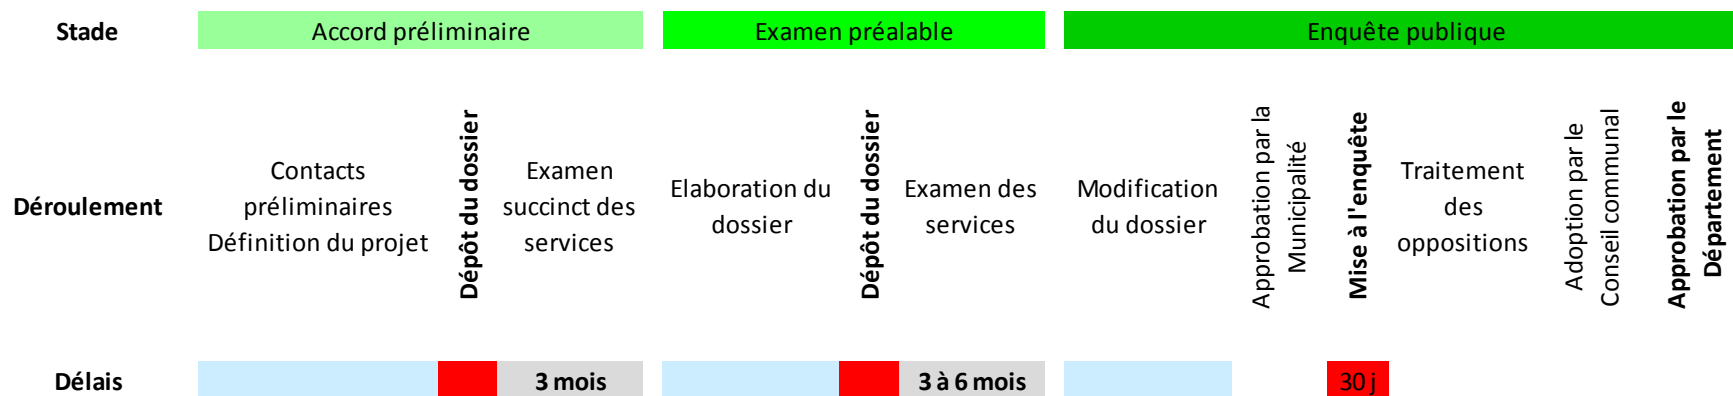 Stade
Accord préliminaire
Examen préalable
Enquête publique
Déroulement
Contacts
préliminaires
Définition du projet
Dépôt du dossier
Examen
succinct des
services
Elaboration du
dossier
Dépôt du dossier
Examen des
services
Modification
du dossier
Approbation par la
Municipalité
Mise à l'enquête
Traitement
des
oppositions
Adoption par le
Conseil communal
Approbation par le
Département
Délais
3 mois
3 à 6 mois
30 j